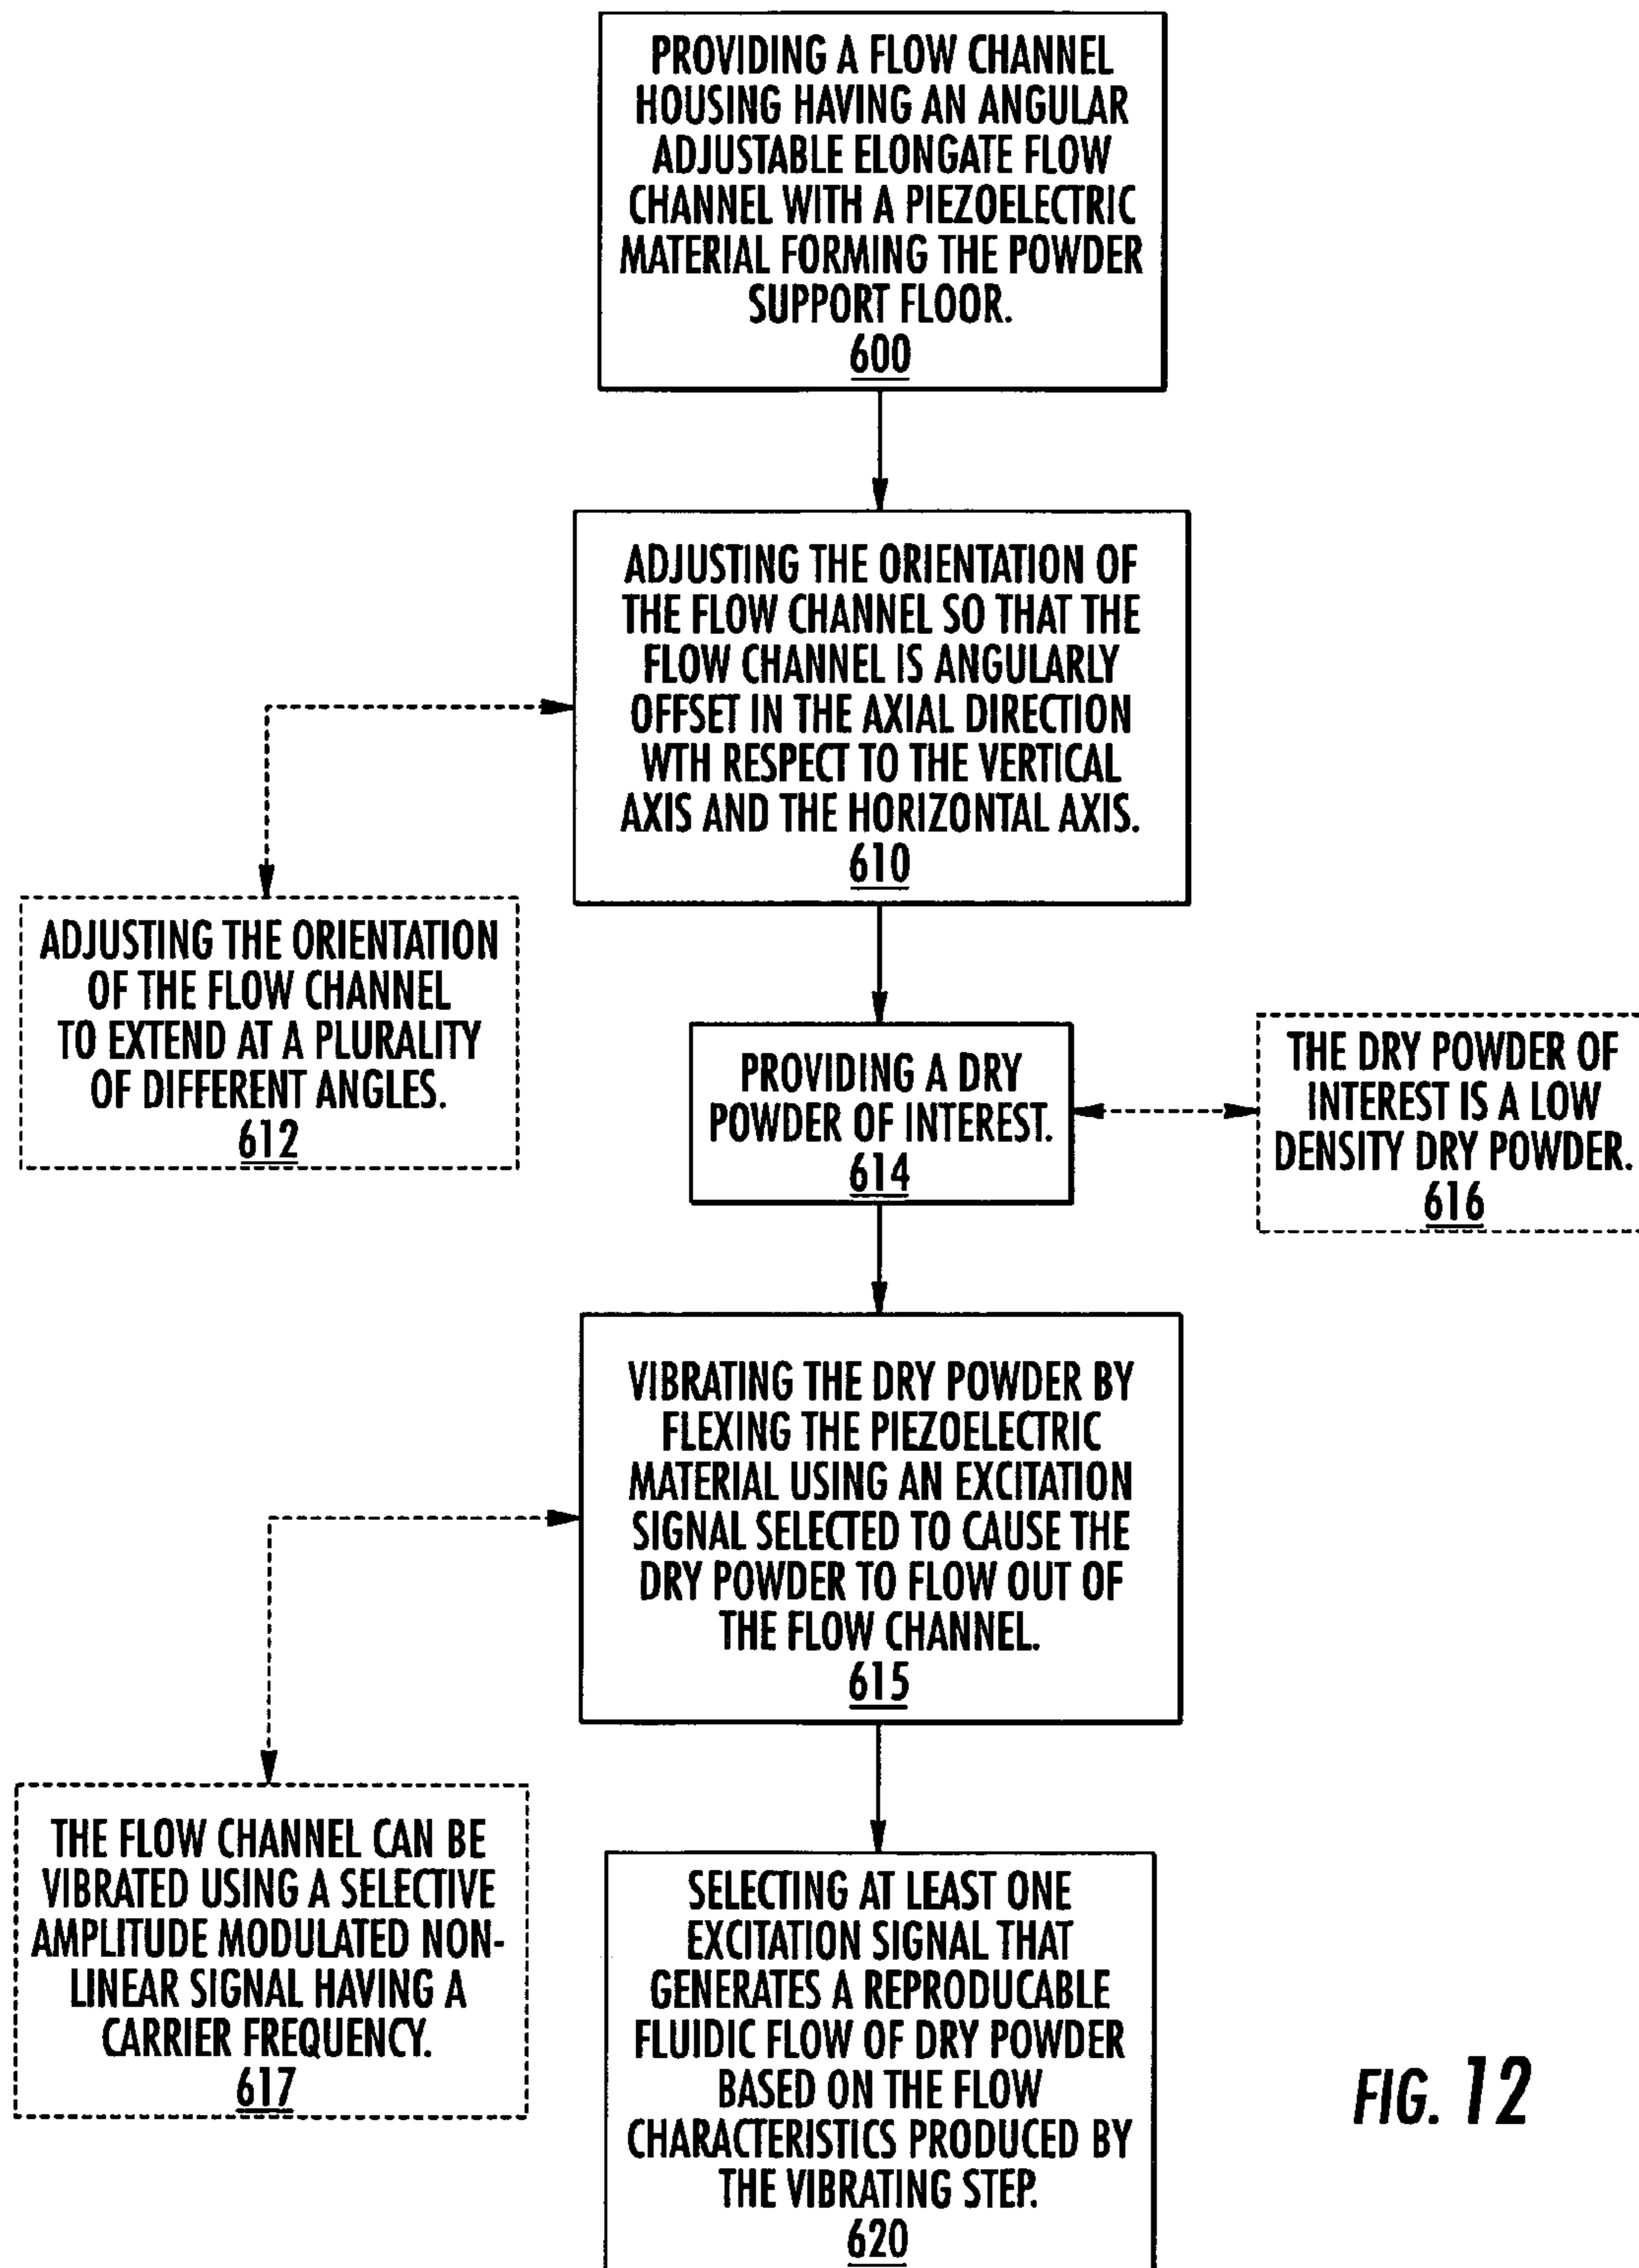 PROVIDING A FLOW CHANNEL
HOUSING HAVING AN ANGULAR
ADJUSTABLE ELONGATE FLOW
CHANNEL WITH A PIEZOELECTRIC
MATERIAL FORMING THE POWDER
SUPPORT FLOOR.
600
ADJUSTING THE ORIENTATION OF
THE FLOW CHANNEL SO THAT THE
FLOW CHANNEL IS ANGULARLY
OFFSET IN THE AXIAL DIRECTION
WTH RESPECT TO THE VERTICAL
AXIS AND THE HORIZONTAL AXIS.
610
ADJUSTING THE ORIENTATION
OF THE FLOW CHANNEL
TO EXTEND AT A PLURALITY
OF DIFFERENT ANGLES.
612
PROVIDING A DRY
POWDER OF INTEREST.
614
THE DRY POWDER OF
INTEREST IS A LOW
DENSITY DRY POWDER.
616
VIBRATING THE DRY POWDER BY
FLEXING THE PIEZOELECTRIC
MATERIAL USING AN EXCITATION
SIGNAL SELECTED TO CAUSE THE
DRY POWDER TO FLOW OUT OF
THE FLOW CHANNEL.
615
THE FLOW CHANNEL CAN BE
VIBRATED USING A SELECTIVE
AMPLITUDE MODULATED NON-
LINEAR SIGNAL HAVING A
CARRIER FREQUENCY.
617
SELECTING AT LEAST ONE
EXCITATION SIGNAL THAT
GENERATES A REPRODUCABLE
FLUIDIC FLOW OF DRY POWDER
BASED ON THE FLOW
CHARACTERISTICS PRODUCED BY
THE VIBRATING STEP.
620
FIG. 12